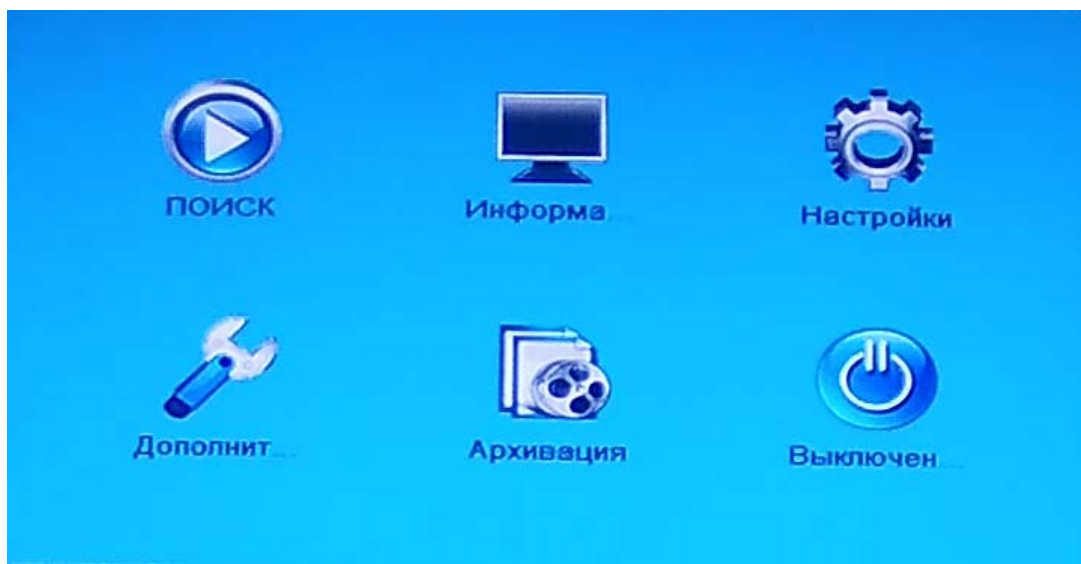 ПОИСК
Информа...
Настройки
Дополнит...
Архивация
Выключен...